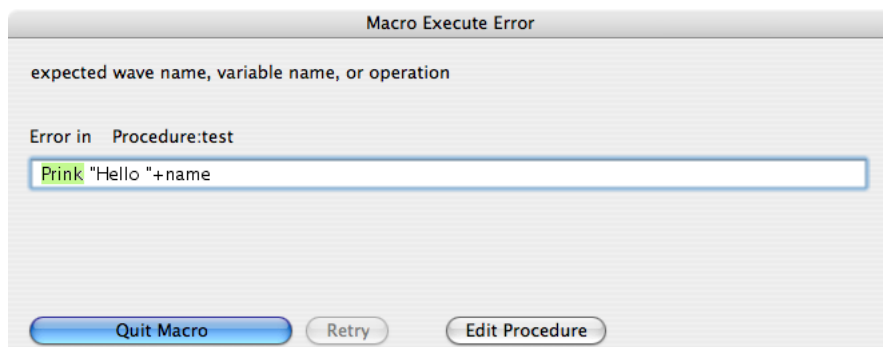 Macro Execute Error
expected wave name, variable name, or operation
Error in Procedure:test
Prink "Hello "+name
Quit Macro Retry Edit Procedure